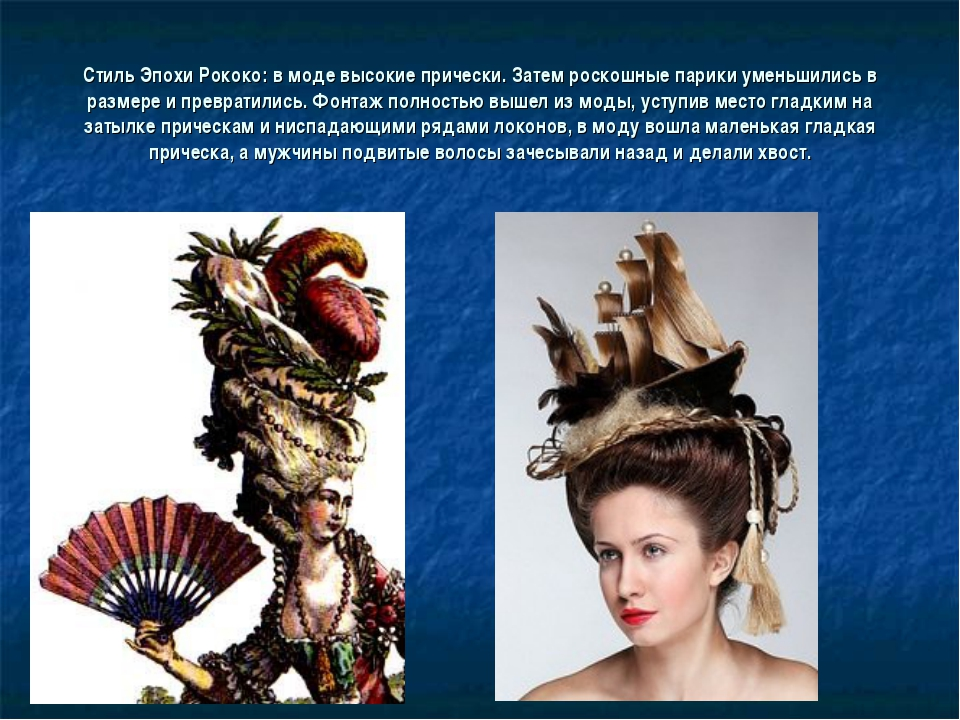 Стиль Эпохи Рококо: в моде высокие прически. Затем роскошные парики уменьшились в
размере и превратились. Фонтаж полностью вышел из моды, уступив место гладким на
затылке прическам и ниспадающими рядами локонов, в моду вошла маленькая гладкая
прическа, а мужчины подвитые волосы зачесывали назад и делали хвост.